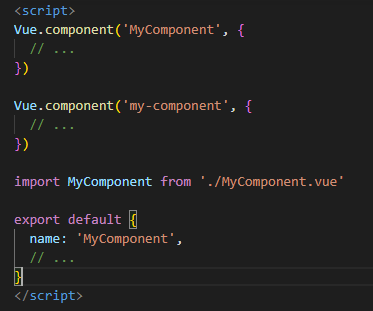 <script>
Vue.component('MyComponent', {
  // ...
})

Vue.component('my-component', {
  // ...
})

import MyComponent from './MyComponent.vue'

export default {
  name: 'MyComponent',
  // ...
}
</script>